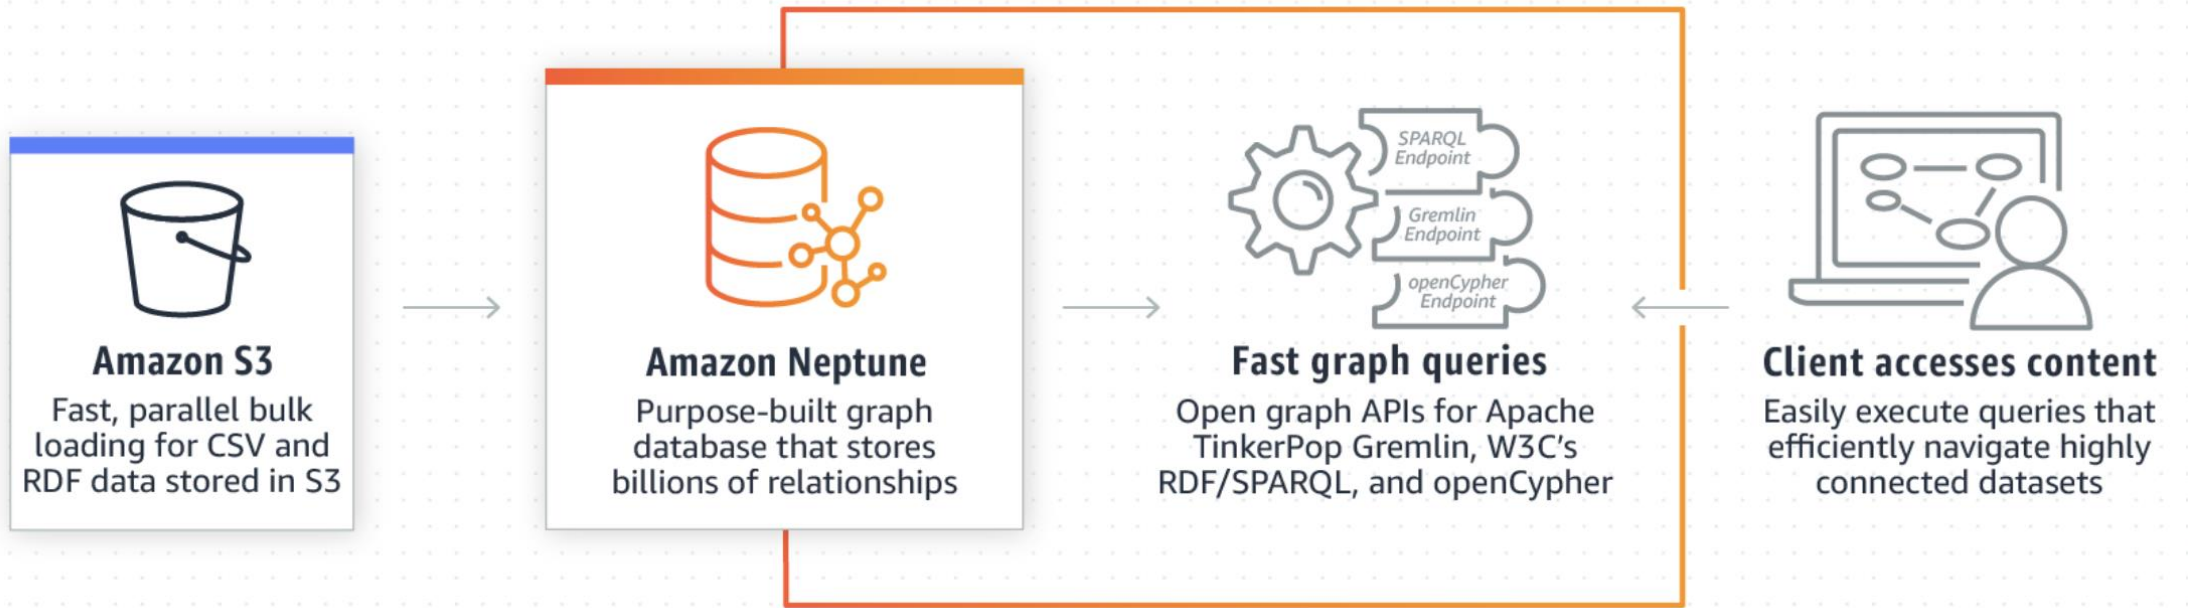 Amazon S3
Fast, parallel bulk
loading for CSV and
RDF data stored in S3
Amazon Neptune
Purpose-built graph
database that stores
billions of relationships
SPARQL
Endpoint
Gremlin
Endpoint
openCypher
Endpoint
Fast graph queries
Open graph APIs for Apache
TinkerPop Gremlin, W3C's
RDF/SPARQL, and openCypher
Client accesses content
Easily execute queries that
efficiently navigate highly
connected datasets